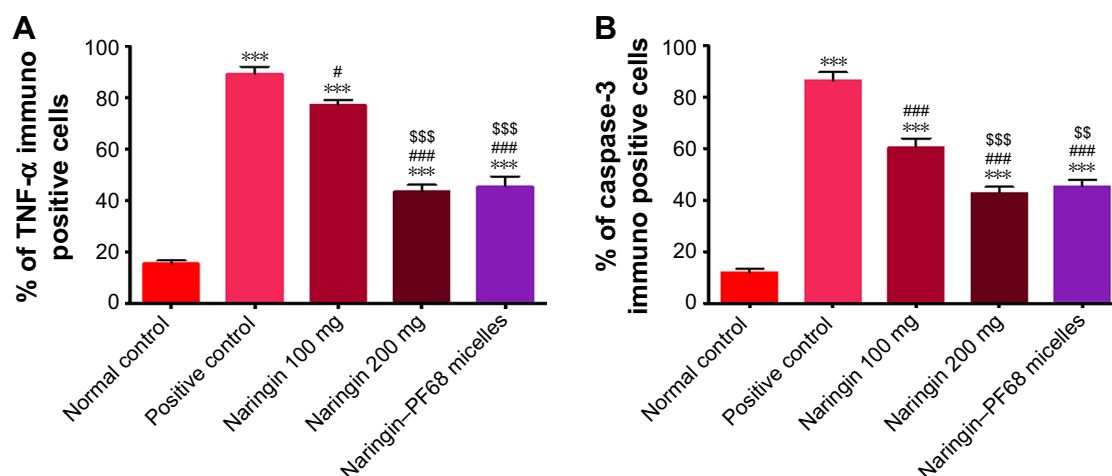 A
% of TNF-α immuno
positive cells
100
80
60
40
20
0
***
#
***
$$$
###
***
$$$
###
***
Normal control
Positive control
Naringin 100 mg
Naringin 200 mg
Naringin–PF68 micelles
B
% of caspase-3
immuno positive cells
100
80
60
40
20
0
***
###
***
$$$
###
***
$$
###
***
Normal control
Positive control
Naringin 100 mg
Naringin 200 mg
Naringin–PF68 micelles